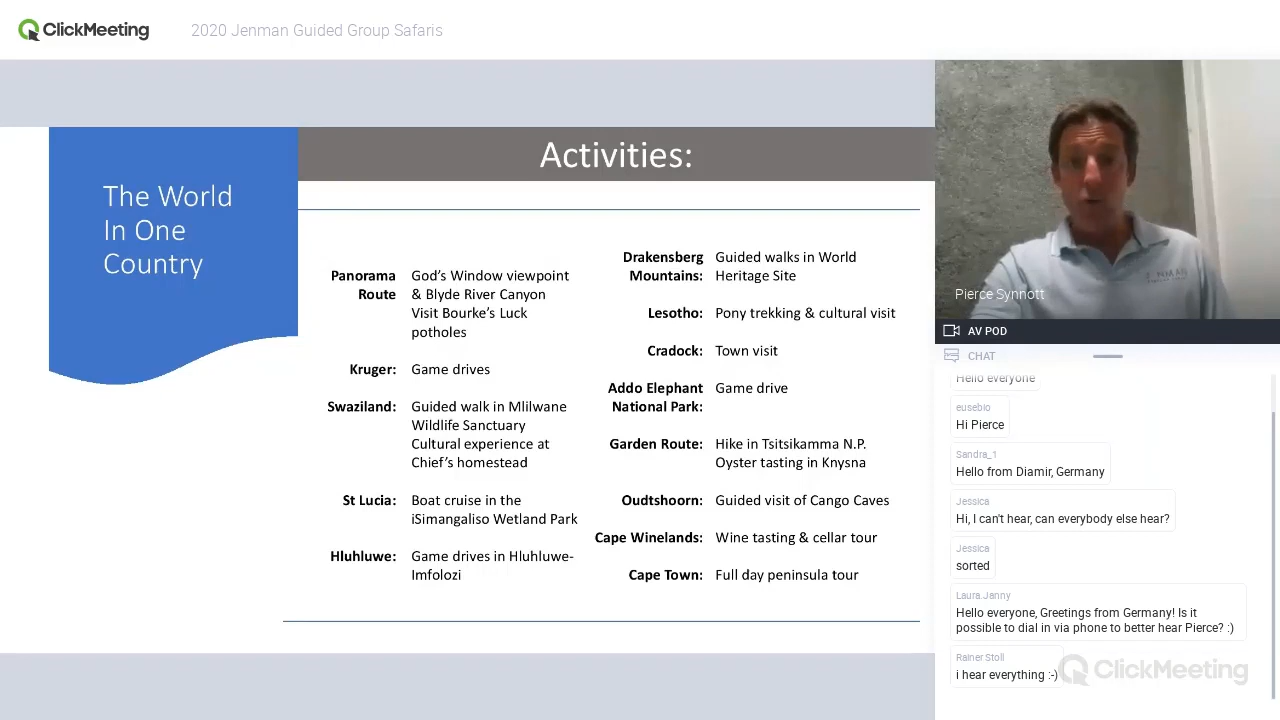 ClickMeeting
2020 Jenman Guided Group Safaris
The World
In One
Country
Activities:
Panorama
Route
God's Window viewpoint
& Blyde River Canyon
Visit Bourke's Luck
potholes
Kruger:
Game drives
Swaziland:
Guided walk in Mlilwane
Wildlife Sanctuary
Cultural experience at
Chief's homestead
St Lucia:
Boat cruise in the
iSimangaliso Wetland Park
Hluhluwe:
Game drives in Hluhluwe-
Imfolozi
Drakensberg
Mountains:
Guided walks in World
Heritage Site
Lesotho:
Pony trekking & cultural visit
Cradock:
Town visit
Addo Elephant
National Park:
Game drive
Garden Route:
Hike in Tsitsikamma N.P.
Oyster tasting in Knysna
Oudtshoorn:
Guided visit of Cango Caves
Cape Winelands:
Wine tasting & cellar tour
Cape Town:
Full day peninsula tour
Pierce Synnott
AV POD
CHAT
Hello everyone
eusebio
Hi Pierce
Sandra_1
Hello from Diamir, Germany
Jessica
Hi, I can't hear, can everybody else hear?
Jessica
sorted
Laura.Janny
Hello everyone, Greetings from Germany! Is it
possible to dial in via phone to better hear Pierce? :)
Rainer Stoll
i hear everything :-)
ClickMeeting